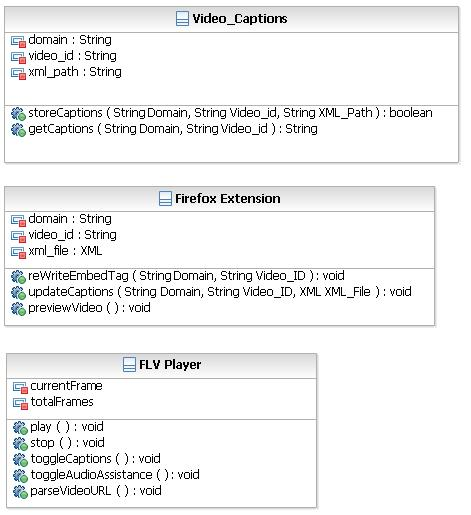 Video_Captions
domain : String
video_id : String
xml_path : String
storeCaptions ( String Domain, String Video_id, String XML_Path ) : boolean
getCaptions ( String Domain, String Video_id ) : String
Firefox Extension
domain : String
video_id : String
xml_file : XML
reWriteEmbedTag ( String Domain, String Video_ID ) : void
updateCaptions ( String Domain, String Video_ID, XML XML_File ) : void
previewVideo ( ) : void
FLV Player
currentFrame
totalFrames
play ( ) : void
stop ( ) : void
toggleCaptions ( ) : void
toggleAudioAssistance ( ) : void
parseVideoURL ( ) : void